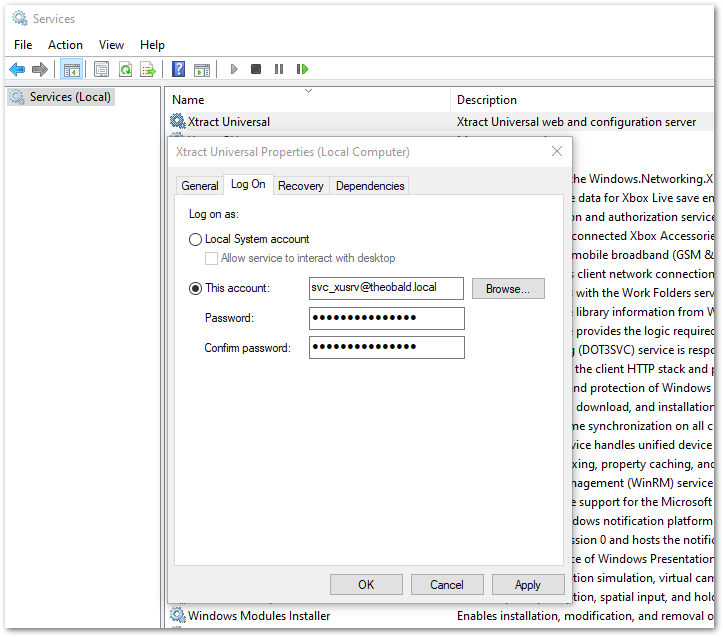 Services
File Action View Help
Services (Local)
Name Description
Xtract Universal Xtract Universal web and configuration server
Xtract Universal Properties (Local Computer)
General Log On Recovery Dependencies
Log on as:
Local System account
Allow service to interact with desktop
This account: svc_xusrv@theobald.local Browse...
Password: ●●●●●●●●●●●●●●●
Confirm password: ●●●●●●●●●●●●●●●
OK Cancel Apply
the Windows.Networking.X
data for Xbox Live save en
on and authorization service
connected Xbox Accessorie
mobile broadband (GSM &
s client network connection
with the Work Folders serv
library information from W
provides the logic required
(DOT3SVC) service is respo
the client HTTP stack and p
nd protection of Windows
download, and installation
me synchronization on all c
vice handles unified device
xing, property caching, and
nagement (WinRM) service
support for the Microsoft
dows notification platform
ssion 0 and hosts the notific
ce of Windows Presentation
tion simulation, virtual cam
ption, spatial input, and holo
Windows Modules Installer Enables installation, modification, and removal o